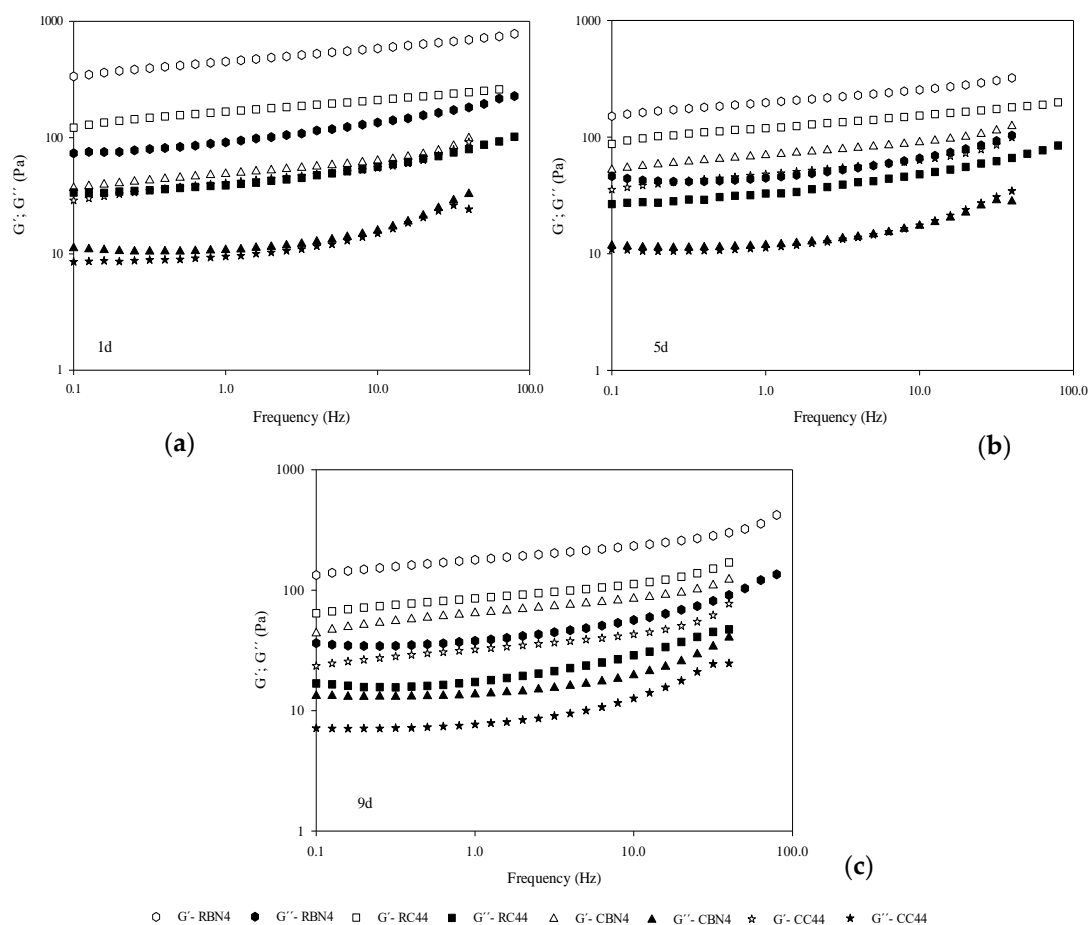 1000
100
10
1
G´; G´´ (Pa)
1d
0.1 1.0 10.0 100.0
Frequency (Hz)
(a)
1000
100
10
1
G´; G´´ (Pa)
5d
0.1 1.0 10.0 100.0
Frequency (Hz)
(b)
1000
100
10
1
G´; G´´ (Pa)
9d
0.1 1.0 10.0 100.0
Frequency (Hz)
(c)
G´- RBN4 G´´- RBN4 G´- RC44 G´´- RC44 G´- CBN4 G´´- CBN4 G´- CC44 G´´- CC44